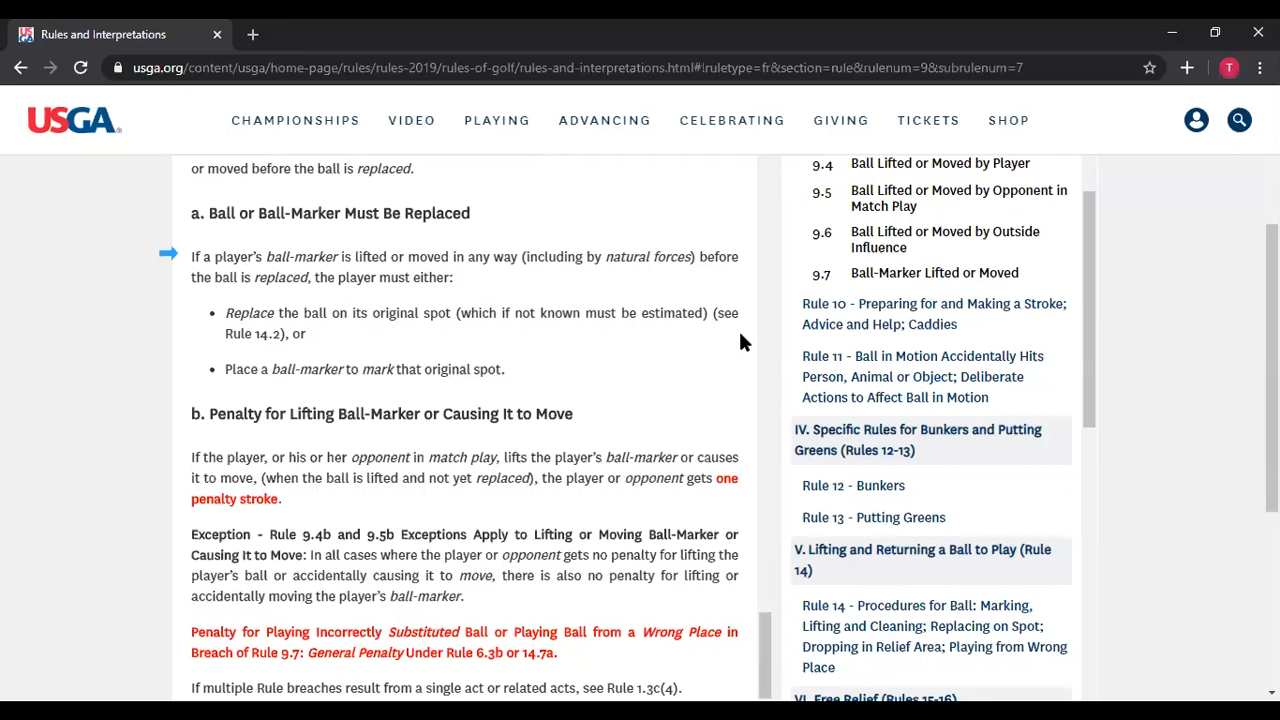 US
GA
Rules and Interpretations
usga.org/content/usga/home-page/rules/rules-2019/rules-of-golf/rules-and-interpretations.html#!ruletype=fr&section=rule&rulenum=9&subrulenum=7
T
USGA
CHAMPIONSHIPS VIDEO PLAYING ADVANCING CELEBRATING GIVING TICKETS SHOP
or moved before the ball is replaced.
a. Ball or Ball-Marker Must Be Replaced
If a player's ball-marker is lifted or moved in any way (including by natural forces) before
the ball is replaced, the player must either:
• Replace the ball on its original spot (which if not known must be estimated) (see
Rule 14.2), or
• Place a ball-marker to mark that original spot.
b. Penalty for Lifting Ball-Marker or Causing It to Move
If the player, or his or her opponent in match play, lifts the player's ball-marker or causes
it to move, (when the ball is lifted and not yet replaced), the player or opponent gets one
penalty stroke.
Exception - Rule 9.4b and 9.5b Exceptions Apply to Lifting or Moving Ball-Marker or
Causing It to Move: In all cases where the player or opponent gets no penalty for lifting the
player's ball or accidentally causing it to move, there is also no penalty for lifting or
accidentally moving the player's ball-marker.
Penalty for Playing Incorrectly Substituted Ball or Playing Ball from a Wrong Place in
Breach of Rule 9.7: General Penalty Under Rule 6.3b or 14.7a.
If multiple Rule breaches result from a single act or related acts, see Rule 1.3c(4).
9.4 Ball Lifted or Moved by Player
9.5 Ball Lifted or Moved by Opponent in
Match Play
9.6 Ball Lifted or Moved by Outside
Influence
9.7 Ball-Marker Lifted or Moved
Rule 10 - Preparing for and Making a Stroke;
Advice and Help; Caddies
Rule 11 - Ball in Motion Accidentally Hits
Person, Animal or Object; Deliberate
Actions to Affect Ball in Motion
IV. Specific Rules for Bunkers and Putting
Greens (Rules 12-13)
Rule 12 - Bunkers
Rule 13 - Putting Greens
V. Lifting and Returning a Ball to Play (Rule
14)
Rule 14 - Procedures for Ball: Marking,
Lifting and Cleaning; Replacing on Spot;
Dropping in Relief Area; Playing from Wrong
Place
VI. Free Relief (Rules 15-16)